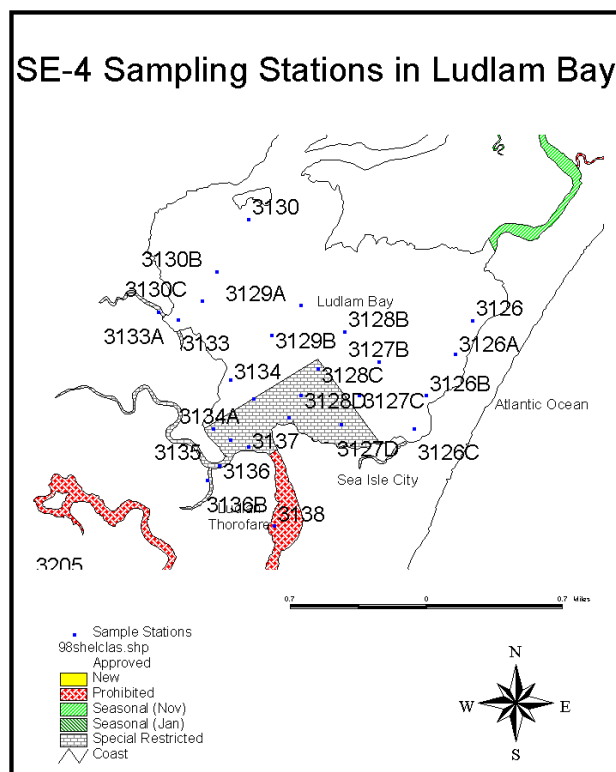 SE-4 Sampling Stations in Ludlam Bay
3130
3130B
3130C
3129A
Ludlam Bay
3133A
3133
3129B
3128B
3126
3127B
3126A
3134
3128C
3126B
3128D
3127C
Atlantic Ocean
3134A
3137
3126C
3135
3127D
3136
Sea Isle City
3136B
Thorofare
3138
3205
0.7
0
0.7 Miles
Sample Stations
98shelclas.shp
Approved
New
Prohibited
Seasonal (Nov)
Seasonal (Jan)
Special Restricted
Coast
N
W
E
S